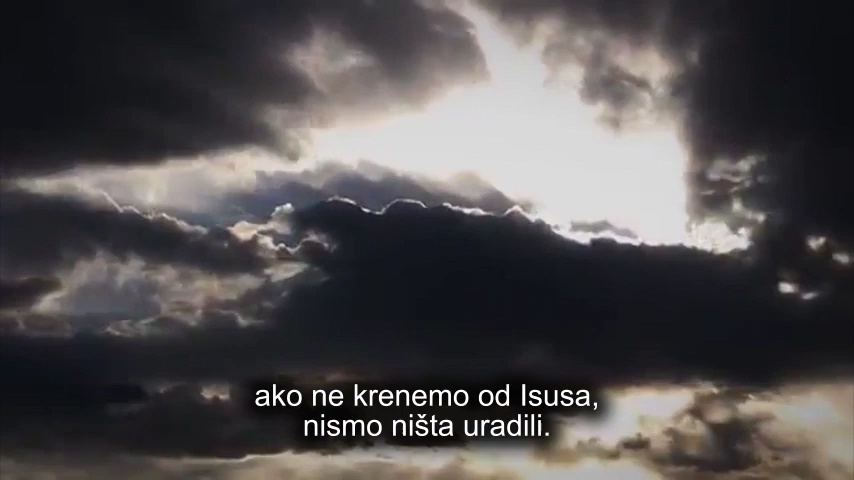 ako ne krenemo od Isusa,
nismo ništa uradili.